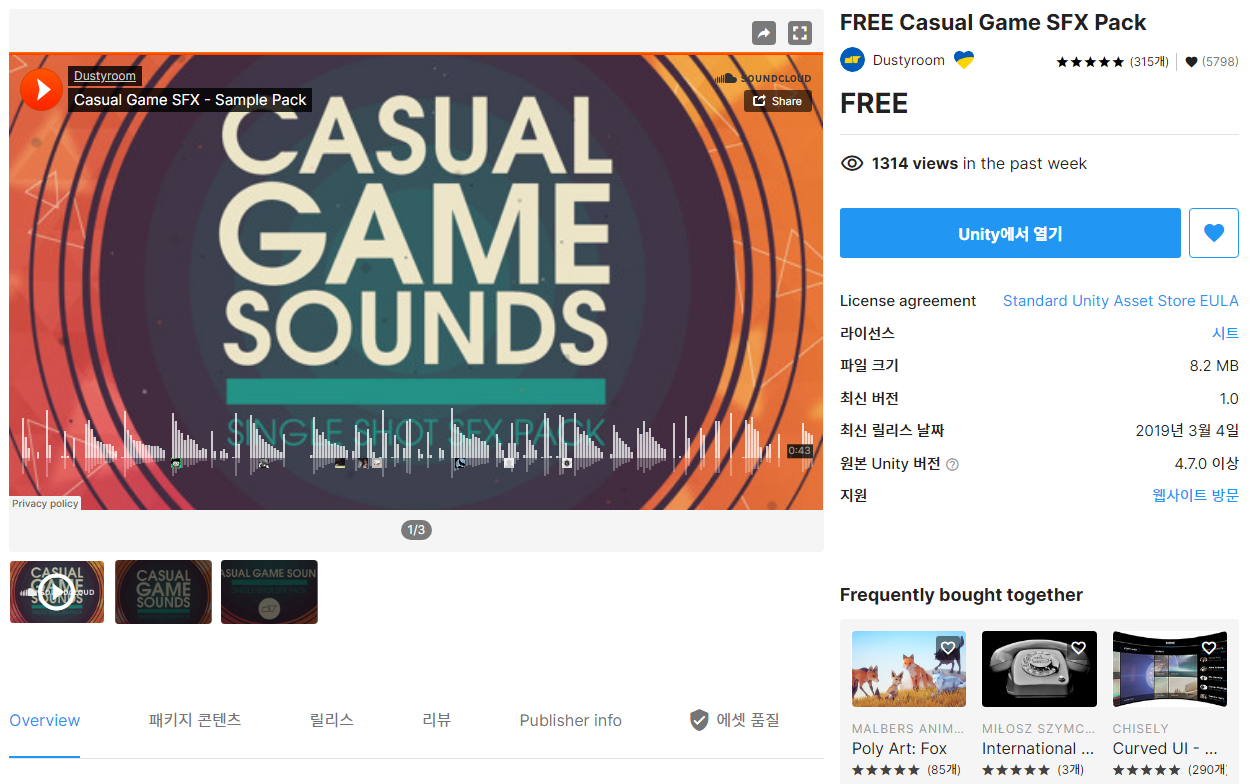 Dustyroom
Casual Game SFX - Sample Pack
SOUNDCLOUD
Share
CASUAL
GAME
SOUNDS
SINGLE SHOT SFX PACK
0:43
Privacy policy
1/3
CASUAL
GAME
SOUNDS
SOUNDCLOUD
CASUAL
GAME
SOUNDS
Overview
패키지 콘텐츠
릴리스
리뷰
Publisher info
에셋 품질
FREE Casual Game SFX Pack
Dustyroom
★★★★★ (315개)
(5798)
FREE
1314 views in the past week
Unity에서 열기
License agreement Standard Unity Asset Store EULA
라이선스 시트
파일 크기 8.2 MB
최신 버전 1.0
최신 릴리스 날짜 2019년 3월 4일
원본 Unity 버전 ? 4.7.0 이상
지원 웹사이트 방문
Frequently bought together
MALBERS ANIM...
Poly Art: Fox
★★★★★ (85개)
MIŁOSZ SZYMC...
International ...
★★★★★ (3개)
CHISELY
Curved UI - ...
★★★★★ (290개)